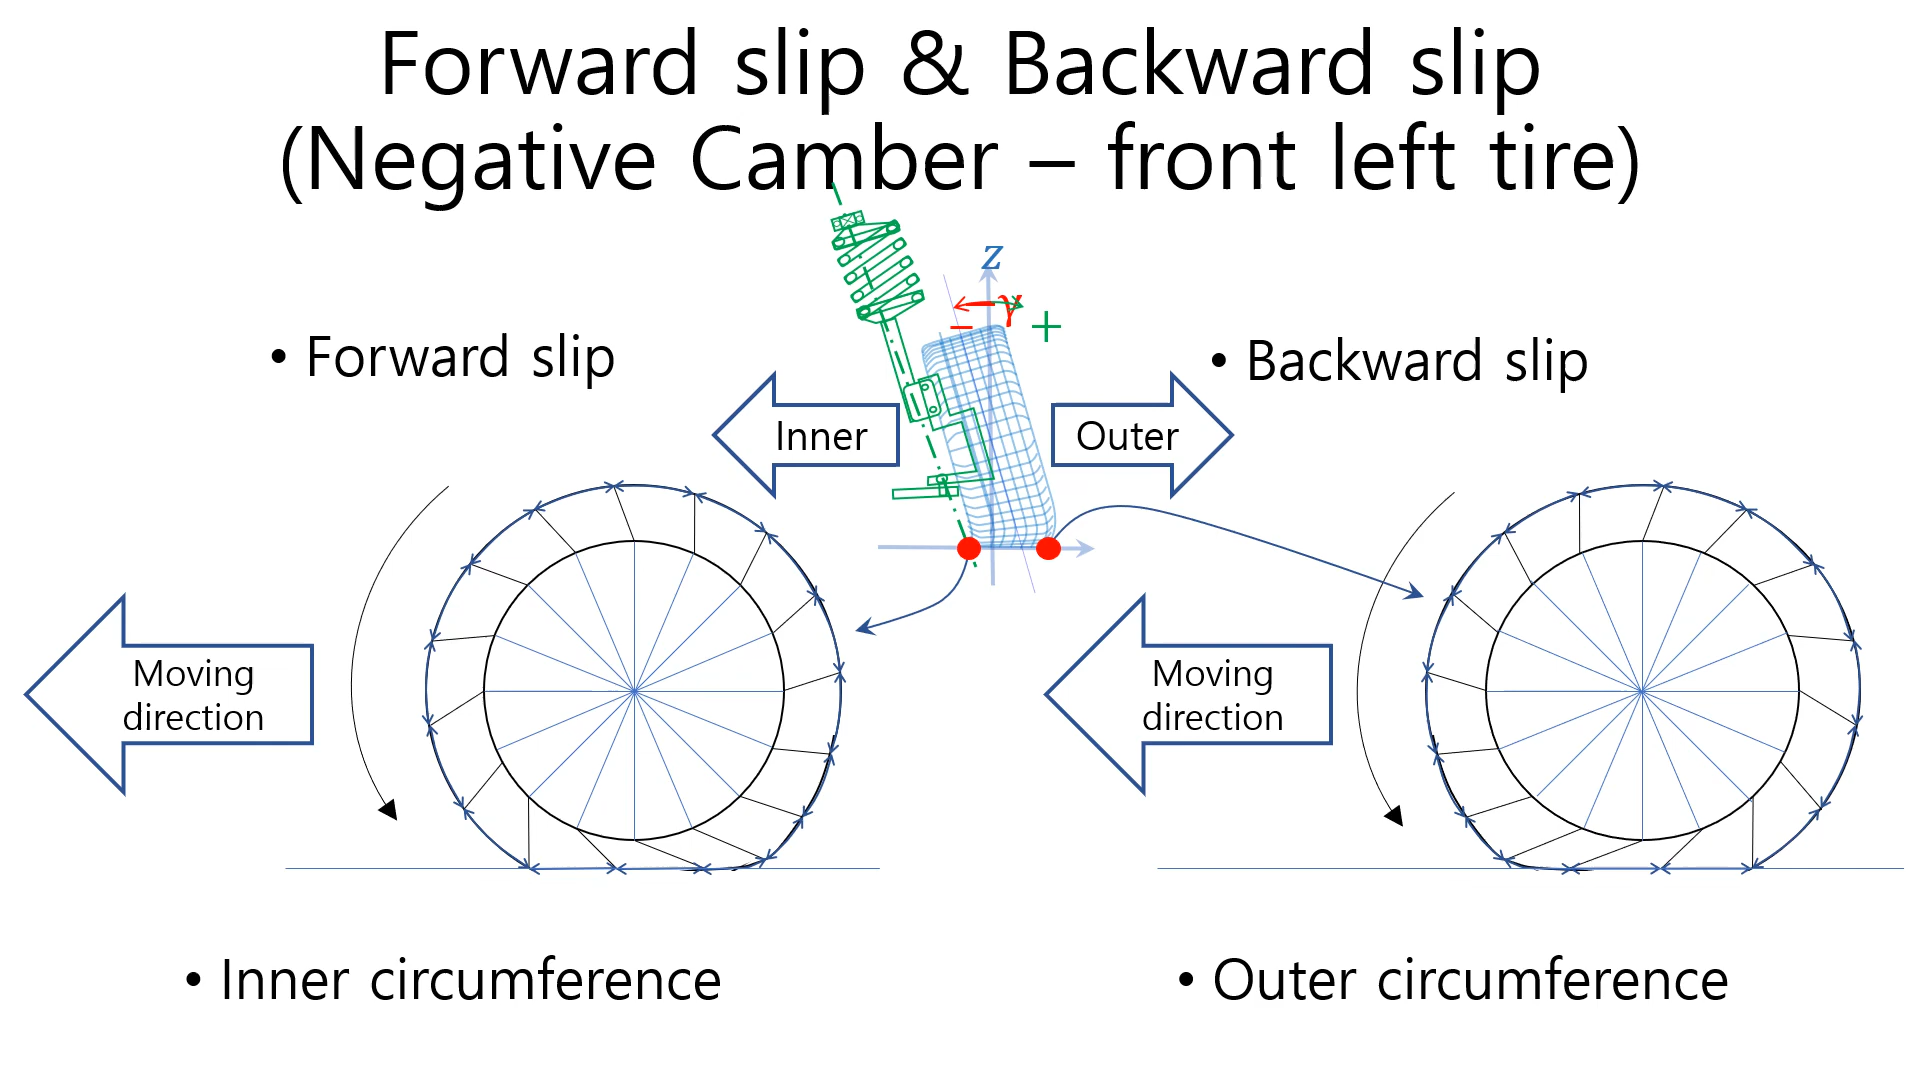 Forward slip & Backward slip
(Negative Camber – front left tire)
z
γ
− +
• Forward slip
• Backward slip
Inner
Outer
Moving
direction
Moving
direction
• Inner circumference
• Outer circumference